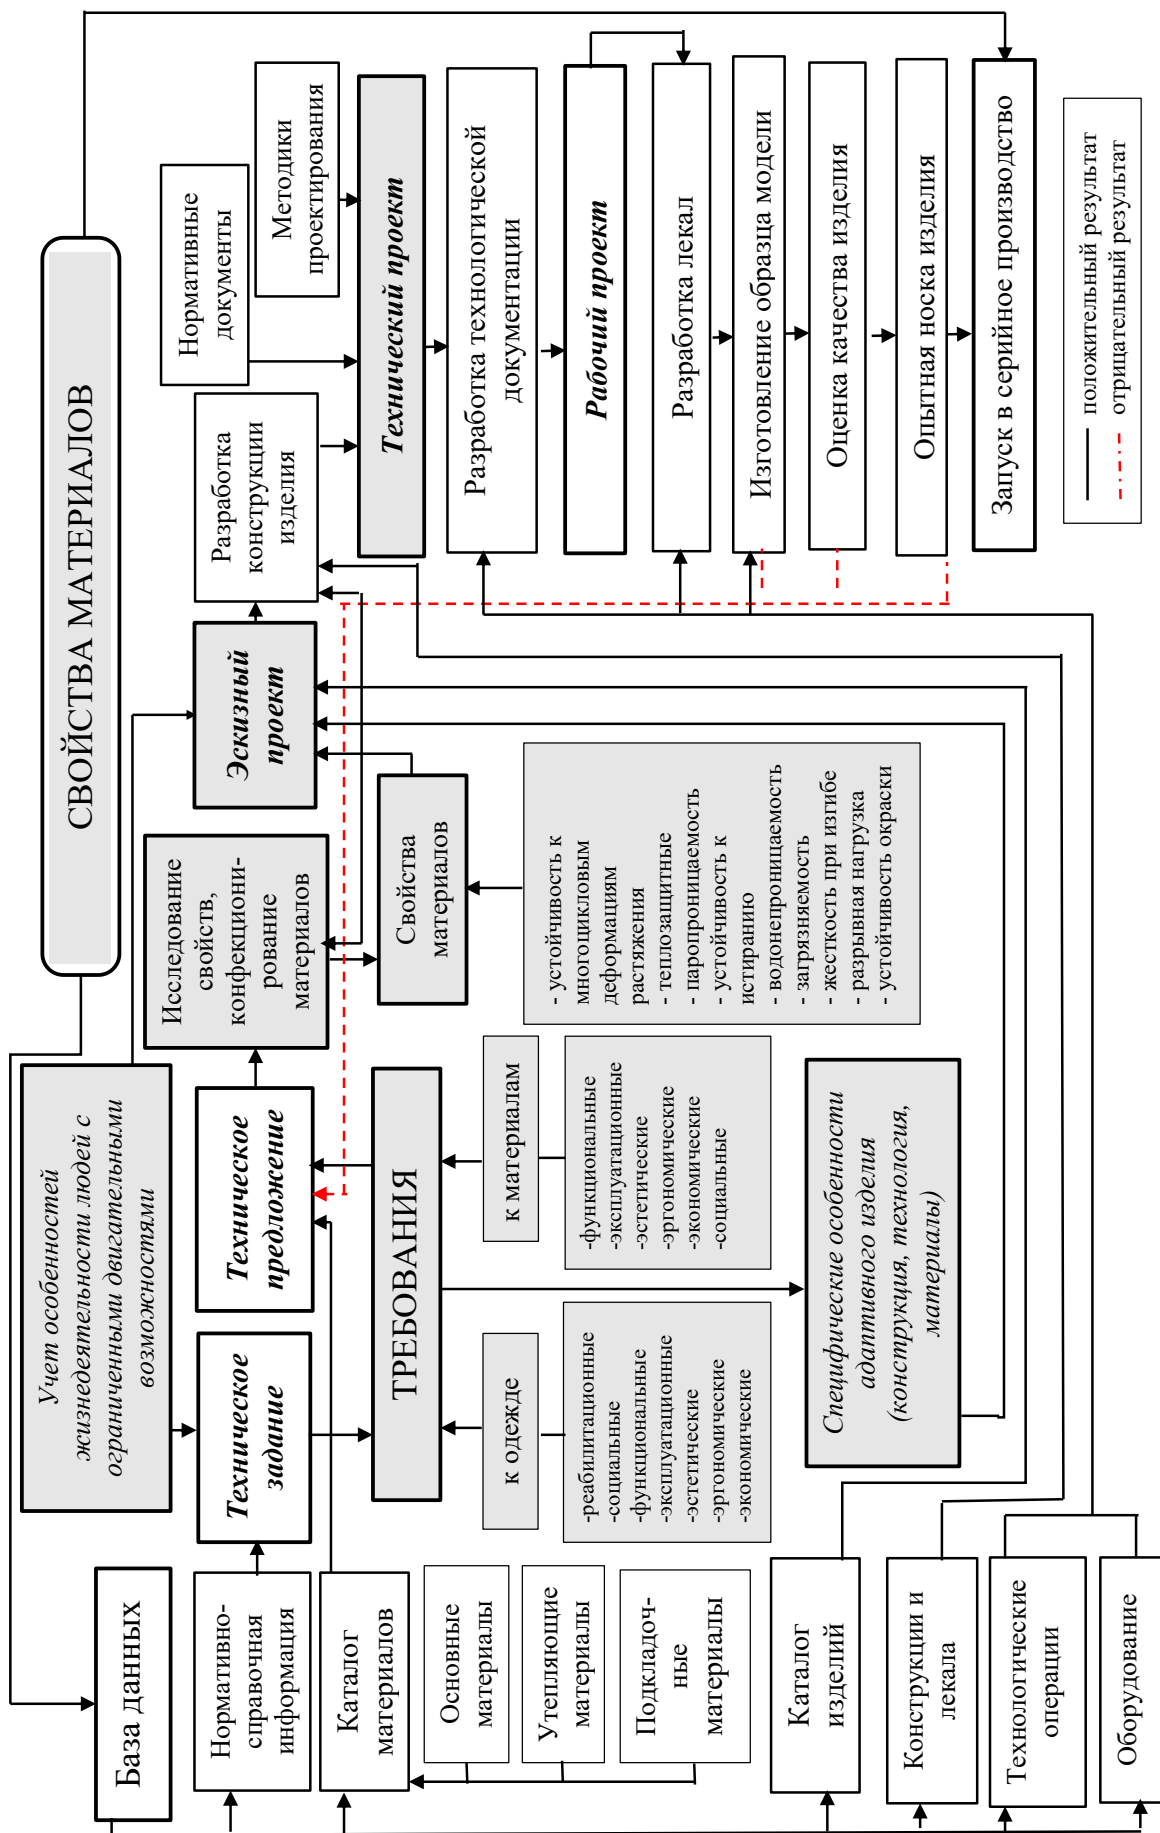 СВОЙСТВА МАТЕРИАЛОВ
База данных
Нормативно-
справочная
информация
Каталог
материалов
Основные
материалы
Утепляющие
материалы
Подкладоч-
ные
материалы
Каталог
изделий
Конструкции и
лекала
Технологические
операции
Оборудование
Учет особенностей
жизнедеятельности людей с
ограниченными двигательными
возможностями
Техническое
задание
Техническое
предложение
ТРЕБОВАНИЯ
к одежде
-реабилитационные
-социальные
-функциональные
-эксплуатационные
-эстетические
-эргономические
-экономические
к материалам
-функциональные
-эксплуатационные
-эстетические
-эргономические
-экономические
-социальные
Специфические особенности
адаптивного изделия
(конструкция, технология,
материалы)
Исследование
свойств,
конфекциони-
рование
материалов
Свойства
материалов
- устойчивость к
многоцикловым
деформациям
растяжения
- теплозащитные
- паропроницаемость
- устойчивость к
истиранию
- водонепроницаемость
- загрязняемость
- жесткость при изгибе
- разрывная нагрузка
- устойчивость окраски
Эскизный
проект
Разработка
конструкции
изделия
Нормативные
документы
Методики
проектирования
Технический проект
Разработка технологической
документации
Рабочий проект
Разработка лекал
Изготовление образца модели
Оценка качества изделия
Опытная носка изделия
Запуск в серийное производство
положительный результат
отрицательный результат